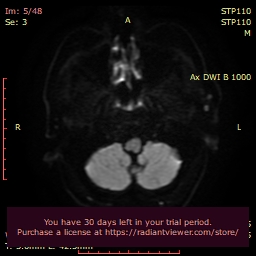 Im: 5/48
Se: 3
A
STP110
STP110
M
Ax DWI B 1000
R
L
You have 30 days left in your trial period.
Purchase a license at https://radiantviewer.com/store/